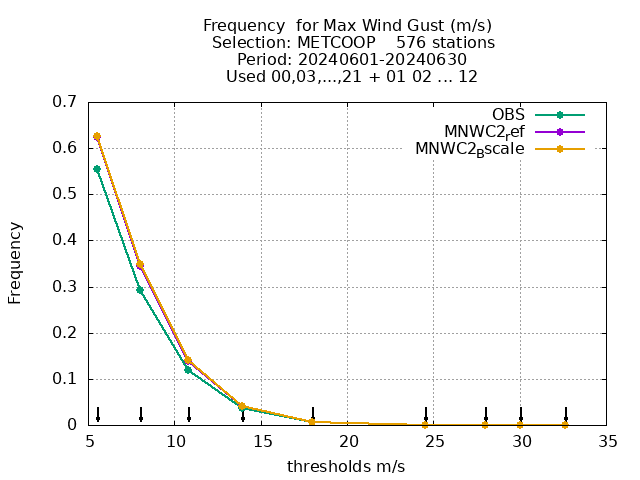 Frequency  for Max Wind Gust (m/s)
Selection: METCOOP    576 stations
Period: 20240601-20240630
Used 00,03,...,21 + 01 02 ... 12
OBS
MNWC2ref
MNWC2Bscale
0.7
0.6
0.5
0.4
0.3
0.2
0.1
0
Frequency
5 10 15 20 25 30 35
thresholds m/s